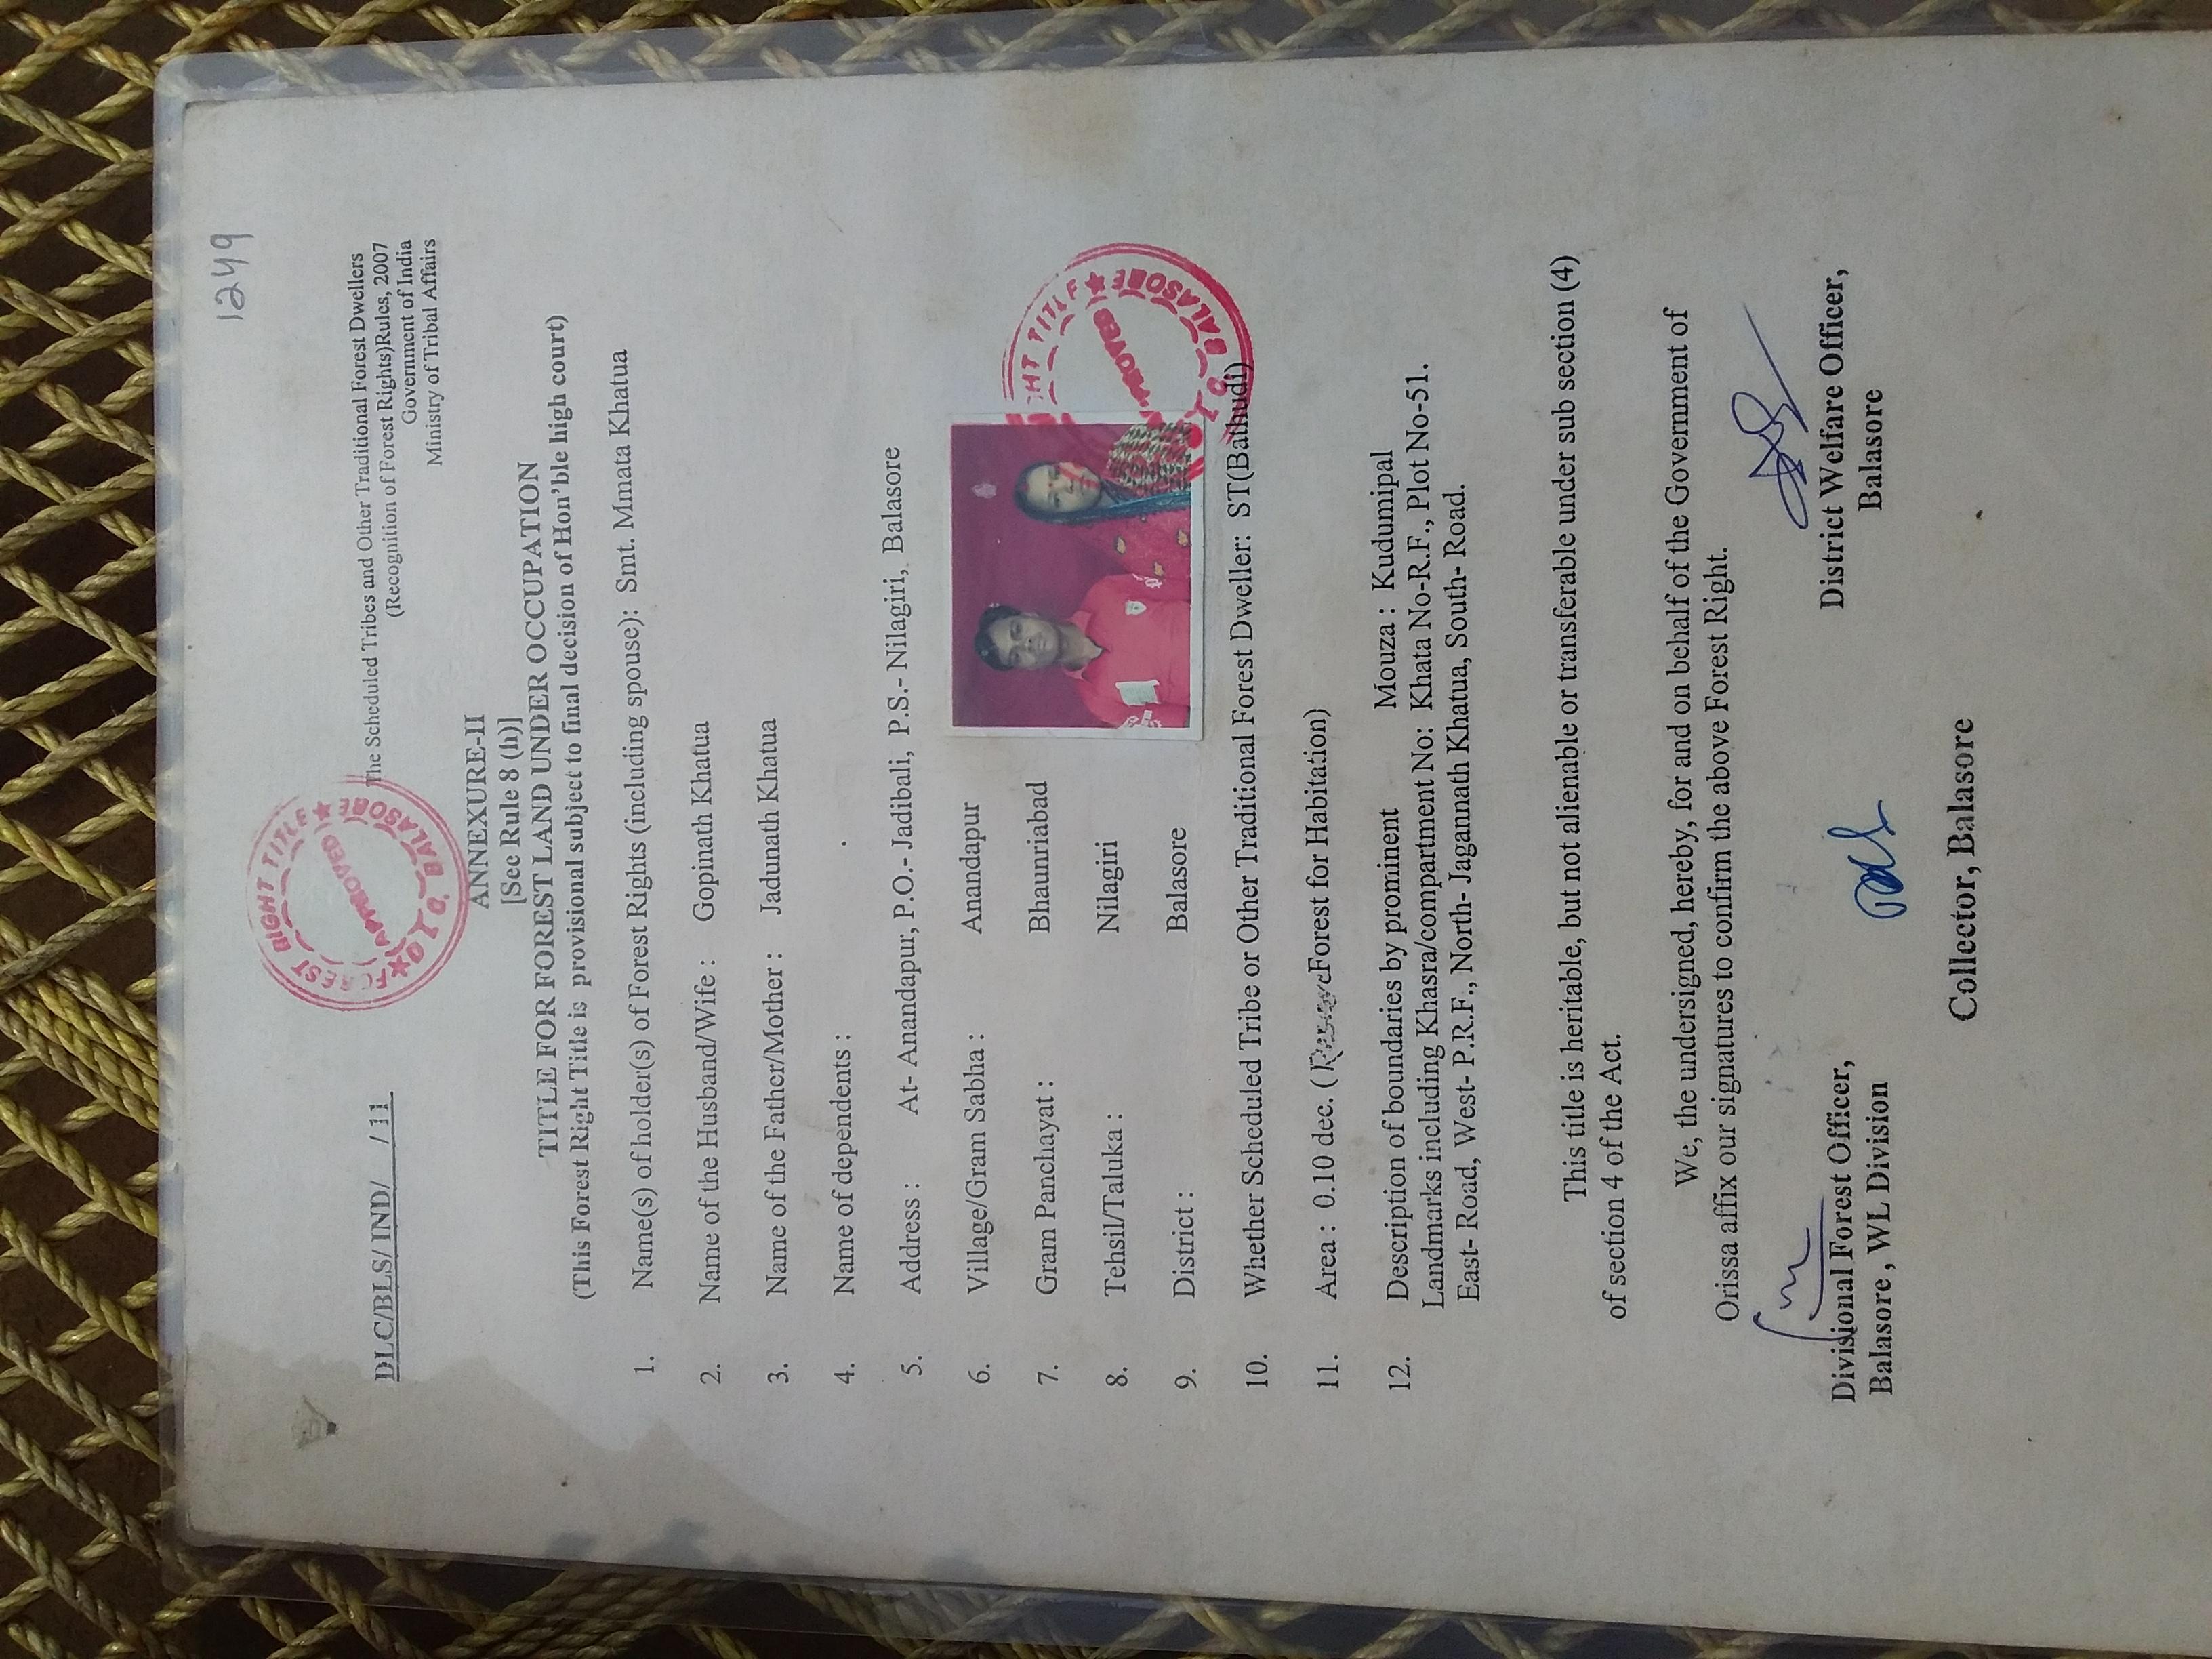 1249
DLC/BLS/ IND/ / 11
FOREST RIGHT TITLE
APPROVED
D L C. BALASORE
The Scheduled Tribes and Other Traditional Forest Dwellers
(Recognition of Forest Rights)Rules, 2007
Government of India
Ministry of Tribal Affairs
ANNEXURE-II
[See Rule 8 (h)]
TITLE FOR FOREST LAND UNDER OCCUPATION
(This Forest Right Title is provisional subject to final decision of Hon'ble high court)
1. Name(s) of holder(s) of Forest Rights (including spouse): Smt. Mmata Khatua
2. Name of the Husband/Wife : Gopinath Khatua
3. Name of the Father/Mother : Jadunath Khatua
4. Name of dependents :
5. Address : At- Anandapur, P.O.- Jadibali, P.S.- Nilagiri, Balasore
6. Village/Gram Sabha : Anandapur
7. Gram Panchayat : Bhaunriabad
8. Tehsil/Taluka : Nilagiri
9. District : Balasore
HT TITLE
PROVED
L C. BALASORE
10. Whether Scheduled Tribe or Other Traditional Forest Dweller: ST(Bathudi)
11. Area : 0.10 dec. ( Forest for Habitation)
12. Description of boundaries by prominent Mouza : Kudumipal
Landmarks including Khasra/compartment No: Khata No-R.F., Plot No-51.
East- Road, West- P.R.F., North- Jagannath Khatua, South- Road.
This title is heritable, but not alienable or transferable under sub section (4)
of section 4 of the Act.
We, the undersigned, hereby, for and on behalf of the Government of
Orissa affix our signatures to confirm the above Forest Right.
Divisional Forest Officer,
Balasore , WL Division
District Welfare Officer,
Balasore
Collector, Balasore